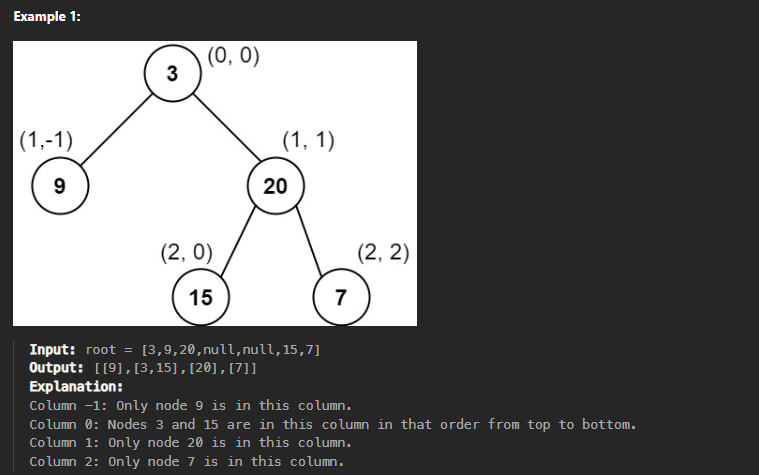 Example 1:
(0, 0)
3
(1,-1)
(1, 1)
9
20
(2, 0)
(2, 2)
15
7
Input: root = [3,9,20,null,null,15,7]
Output: [[9],[3,15],[20],[7]]
Explanation:
Column −1: Only node 9 is in this column.
Column 0: Nodes 3 and 15 are in this column in that order from top to bottom.
Column 1: Only node 20 is in this column.
Column 2: Only node 7 is in this column.